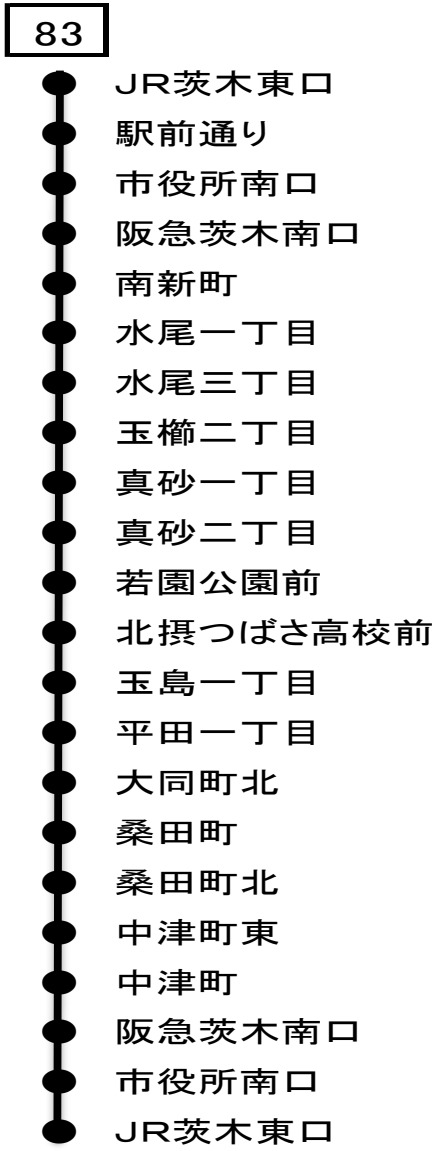 83
JR茨木東口
駅前通り
市役所南口
阪急茨木南口
南新町
水尾一丁目
水尾三丁目
玉櫛二丁目
真砂一丁目
真砂二丁目
若園公園前
北摂つばさ高校前
玉島一丁目
平田一丁目
大同町北
桑田町
桑田町北
中津町東
中津町
阪急茨木南口
市役所南口
JR茨木東口